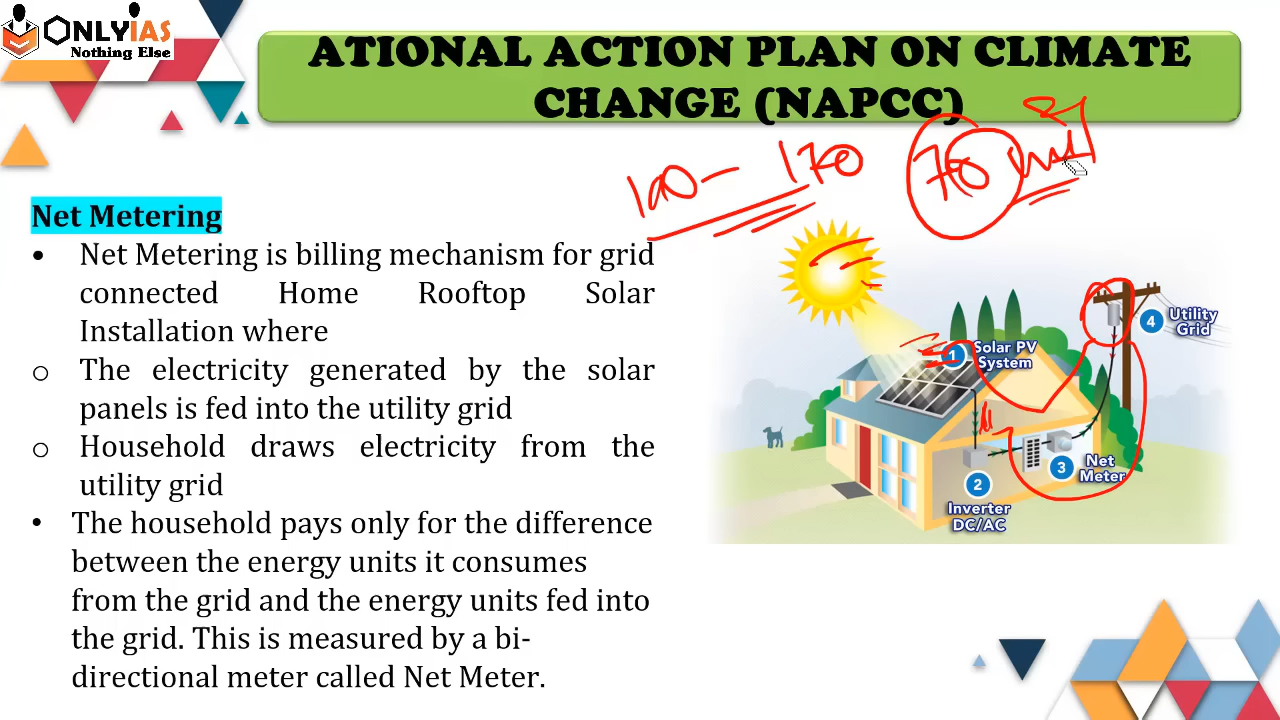 ONLYIAS
Nothing Else
ATIONAL ACTION PLAN ON CLIMATE
CHANGE (NAPCC)
100 - 170 70 unit
Net Metering
• Net Metering is billing mechanism for grid
connected Home Rooftop Solar
Installation where
o The electricity generated by the solar
panels is fed into the utility grid
o Household draws electricity from the
utility grid
• The household pays only for the difference
between the energy units it consumes
from the grid and the energy units fed into
the grid. This is measured by a bi-
directional meter called Net Meter.
1 Solar PV
System
2
Inverter
DC/AC
3 Net
Meter
4 Utility
Grid